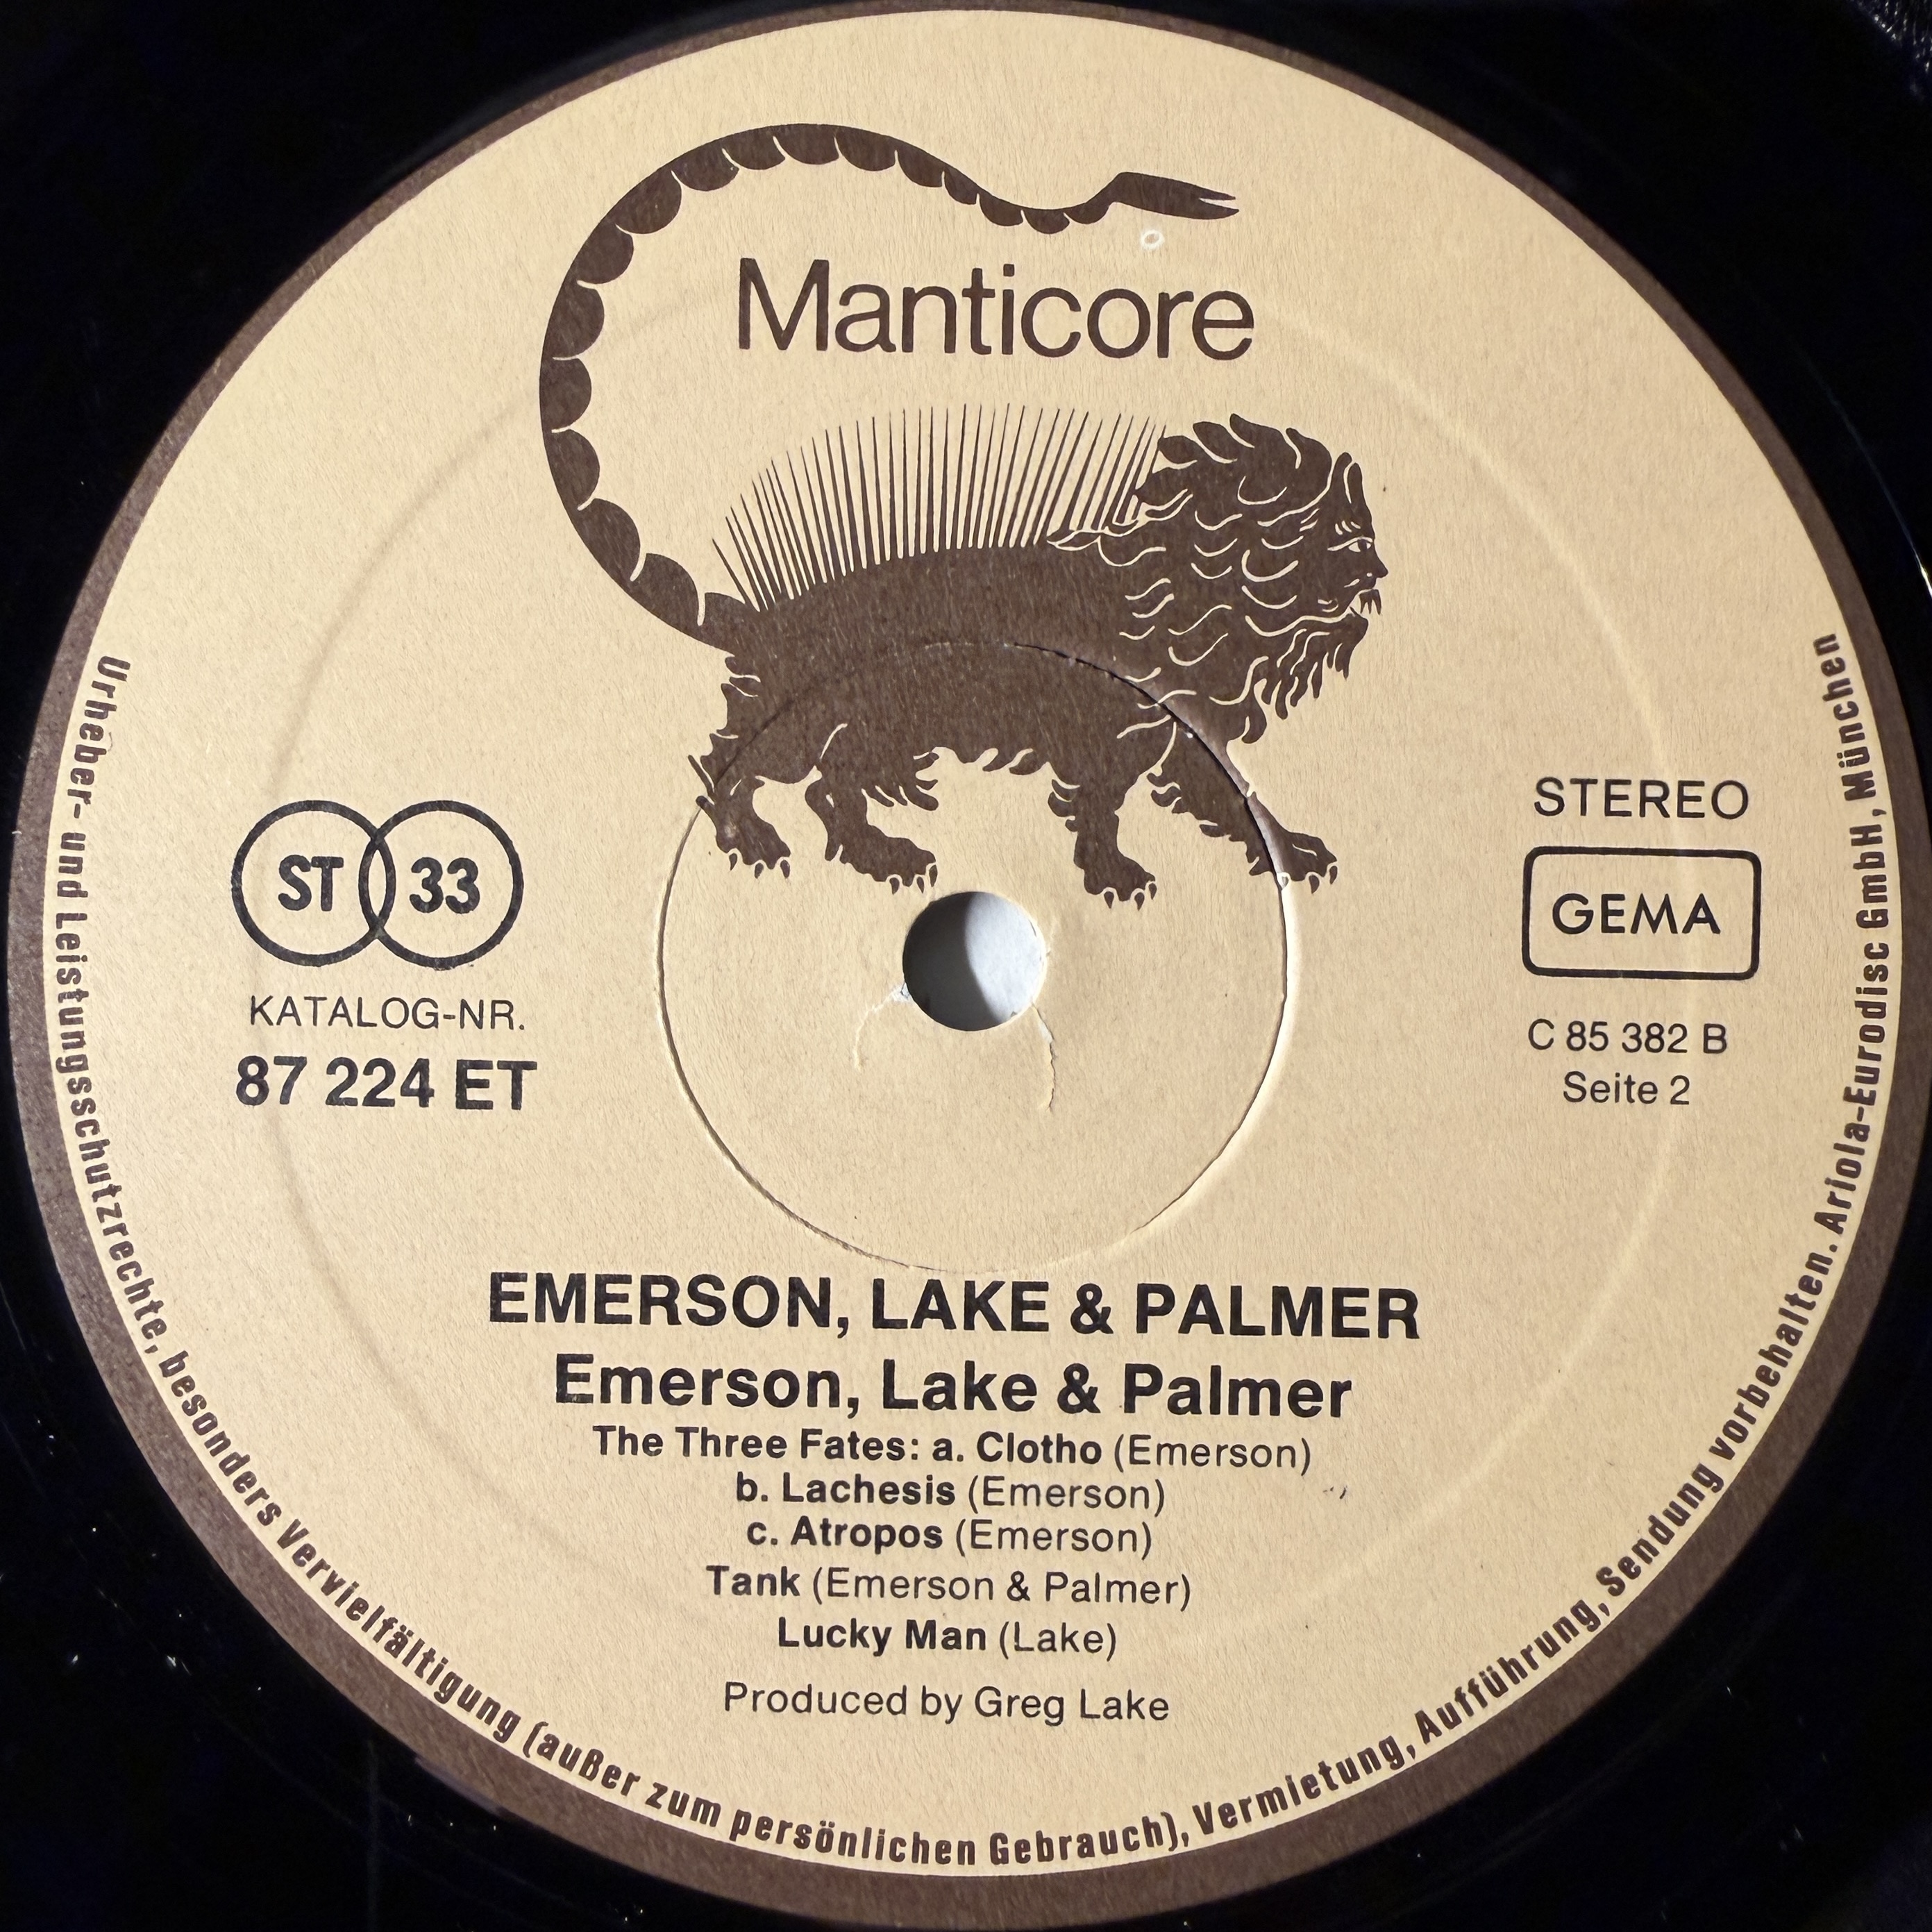 Manticore
ST 33
KATALOG-NR.
87 224 ET
STEREO
GEMA
C 85 382 B
Seite 2
EMERSON, LAKE & PALMER
Emerson, Lake & Palmer
The Three Fates: a. Clotho (Emerson)
b. Lachesis (Emerson)
c. Atropos (Emerson)
Tank (Emerson & Palmer)
Lucky Man (Lake)
Produced by Greg Lake
Urheber- und Leistungsschutzrechte, besonders Vervielfältigung (außer zum persönlichen Gebrauch), Vermietung, Aufführung, Sendung vorbehalten. Ariola-Eurodisc GmbH, München